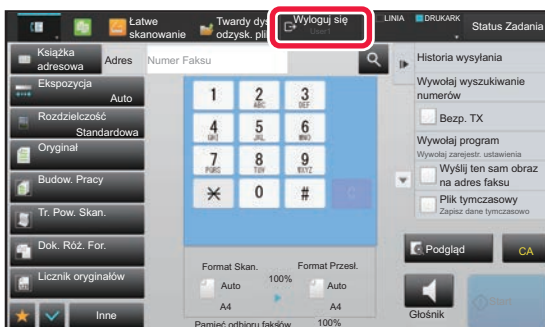 Łatwe
skanowanie
Twardy dys
odzysk. pli
Wyloguj się
User1
LINIA
DRUKARK
Status Zadania
Książka
adresowa
Adres
Numer Faksu
Historia wysyłania
Ekspozycja
Auto
Wywołaj wyszukiwanie
numerów
Rozdzielczość
Standardowa
Bezp. TX
Oryginał
Wywołaj program
Wywołaj zarejestr. ustawienia
Budow. Pracy
Wyślij ten sam obraz
na adres faksu
Tr. Pow. Skan.
Plik tymczasowy
Zapisz dane tymczasowo
Dok. Róż. For.
Licznik oryginałów
Inne
1
2 ABC
3 DEF
4 GHI
5 JKL
6 MNO
7 PQRS
8 TUV
9 WXYZ
0
#
C
Format Skan.
100%
Format Przesł.
Auto
A4
Auto
A4
Pamięć odbioru faksów
100%
Podgląd
CA
Głośnik
Start